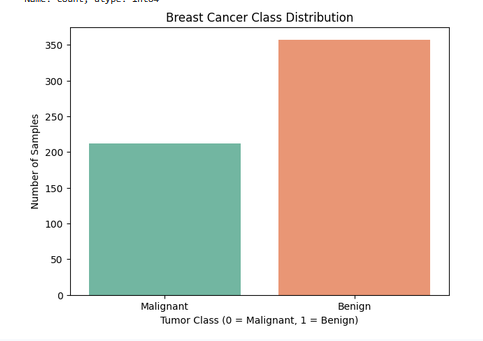 Name: count, dtype: int64
Breast Cancer Class Distribution
350
300
250
200
150
100
50
0
Number of Samples
Malignant
Benign
Tumor Class (0 = Malignant, 1 = Benign)